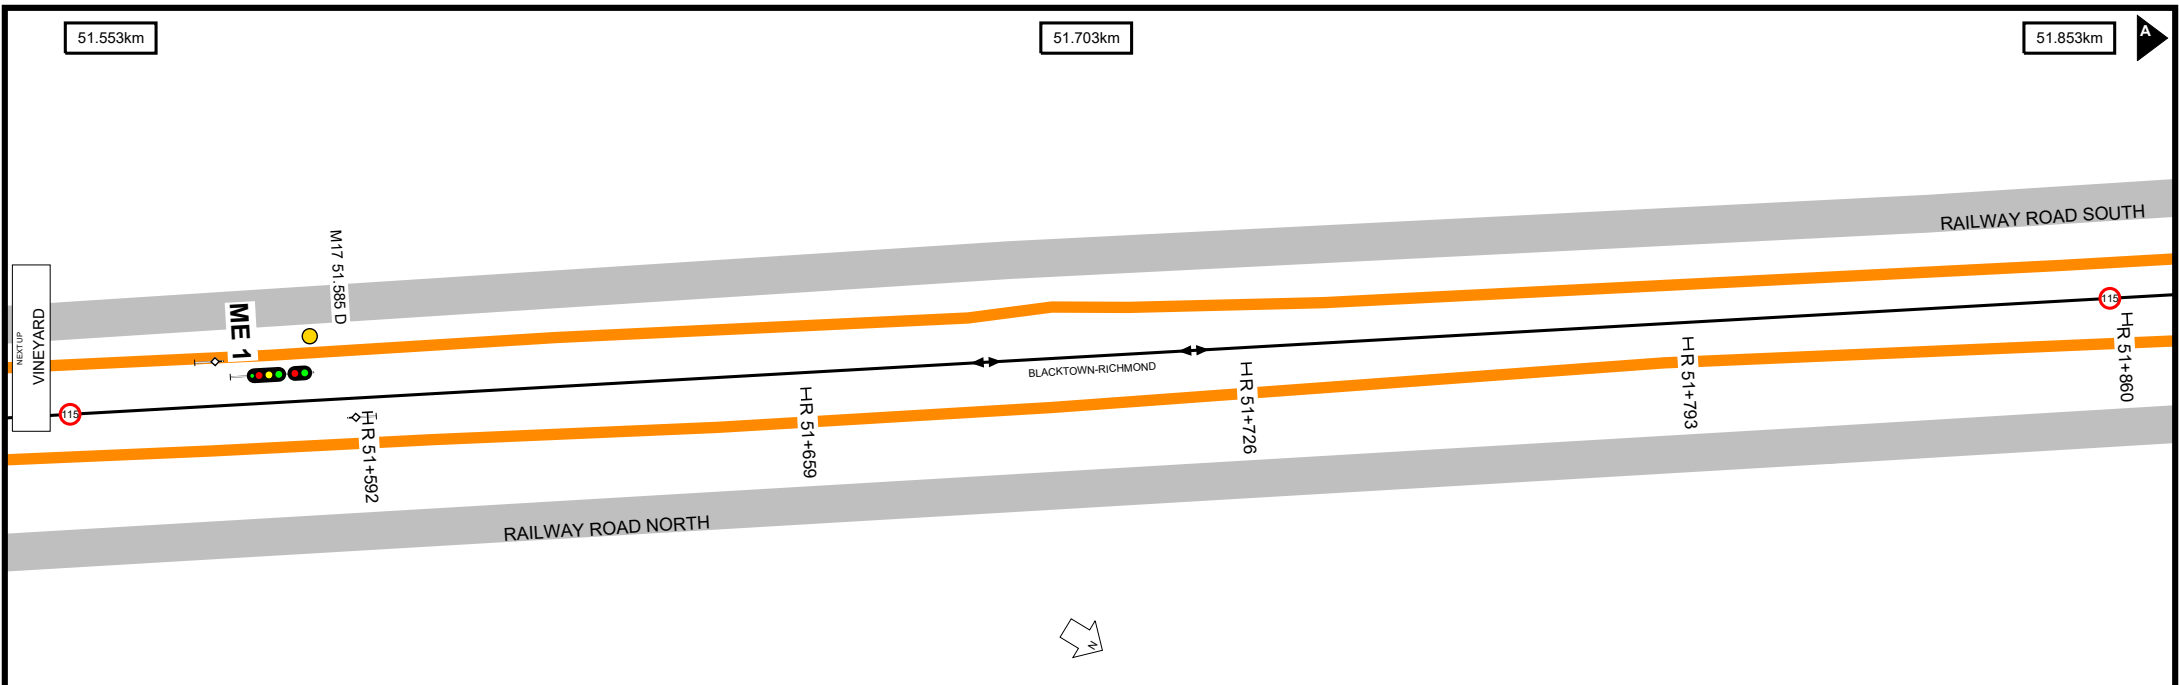 51.553km
51.703km
51.853km
A
RAILWAY ROAD SOUTH
M17 51.585 D
ME 1
NEXT UP
VINEYARD
115
115
BLACKTOWN-RICHMOND
HR 51+592
HR 51+659
HR 51+726
HR 51+793
HR 51+860
RAILWAY ROAD NORTH
N